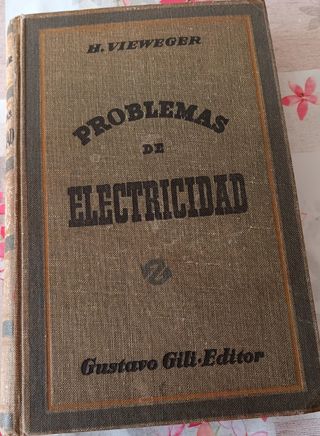 H. VIEWEGER
PROBLEMAS
DE
ELECTRICIDAD
Gustavo Gili-Editor